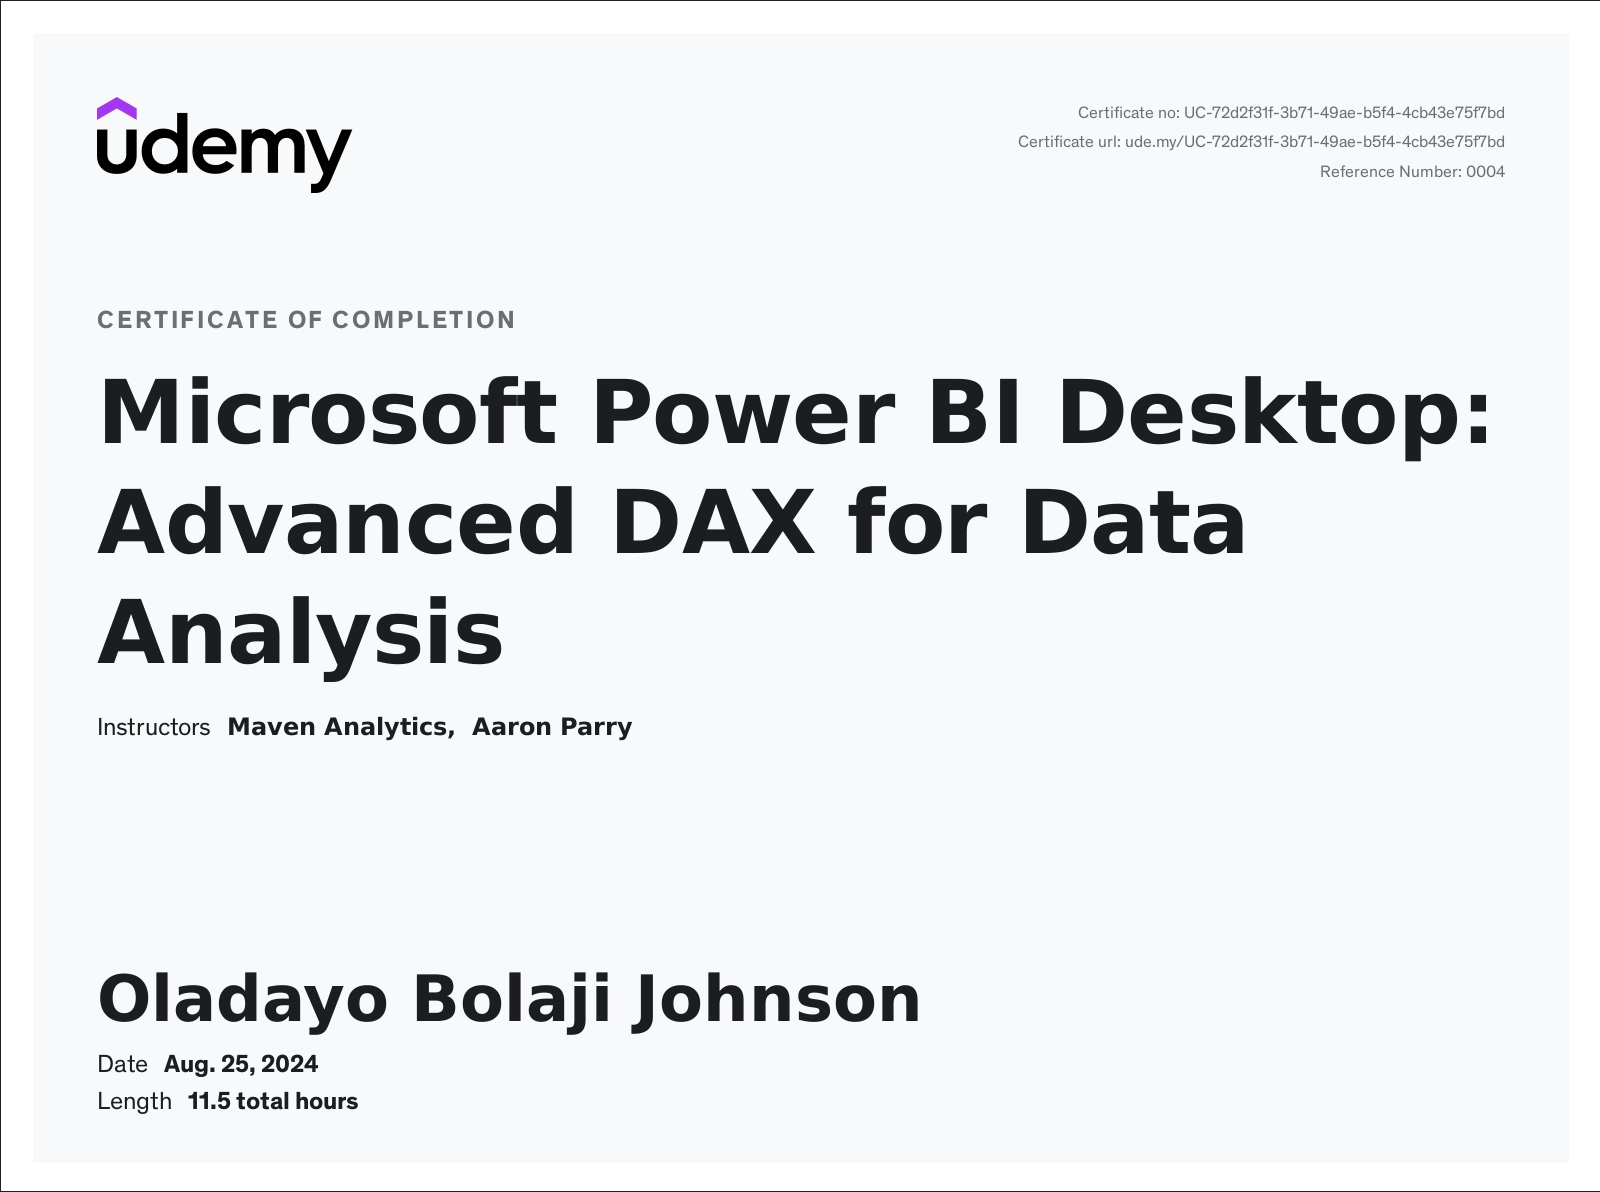 udemy
Certificate no: UC-72d2f31f-3b71-49ae-b5f4-4cb43e75f7bd
Certificate url: ude.my/UC-72d2f31f-3b71-49ae-b5f4-4cb43e75f7bd
Reference Number: 0004
CERTIFICATE OF COMPLETION
Microsoft Power BI Desktop:
Advanced DAX for Data
Analysis
Instructors Maven Analytics, Aaron Parry
Oladayo Bolaji Johnson
Date Aug. 25, 2024
Length 11.5 total hours